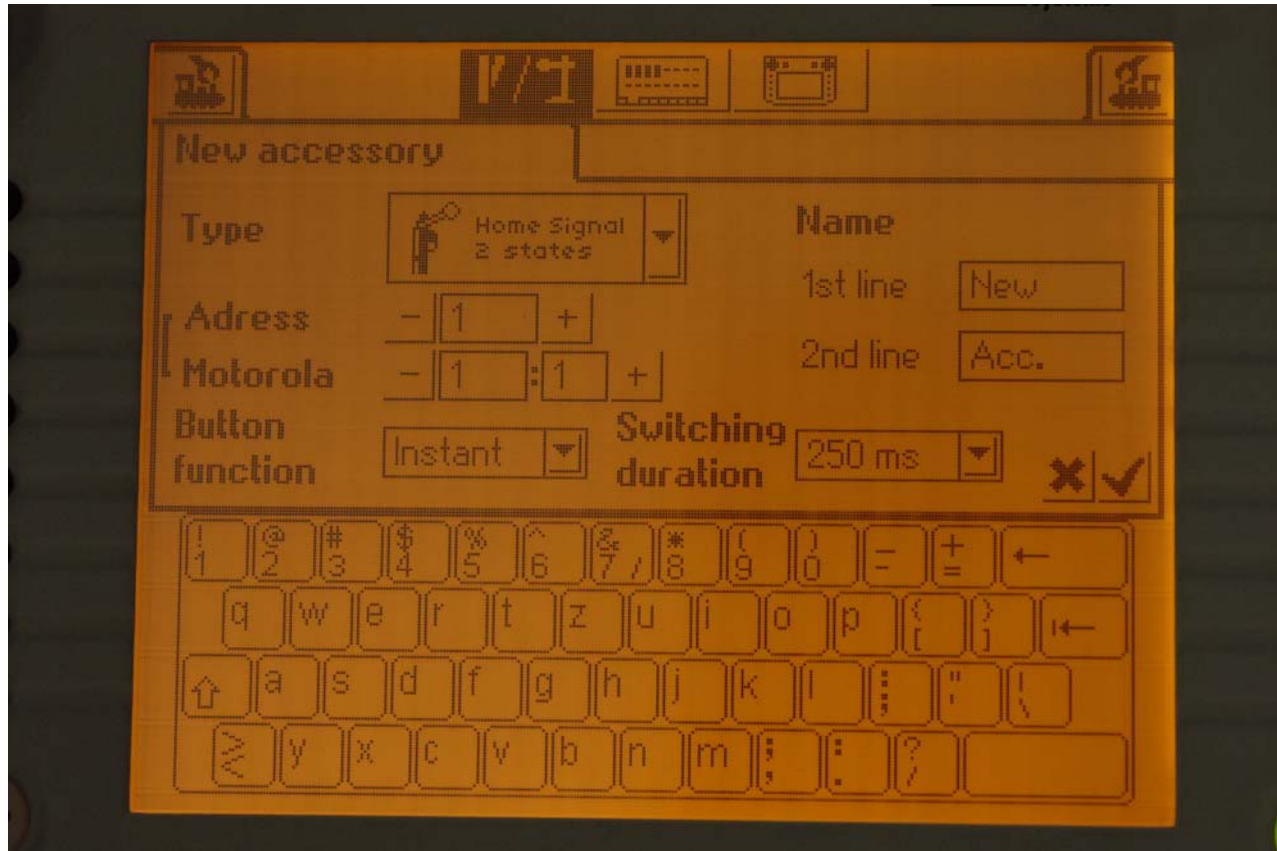 New accessory
Type
Home Signal
2 states
Name
1st line New
Adress - 1 +
2nd line Acc.
Motorola - 1 : 1 +
Button
function
Instant
Switching
duration
250 ms
! 1 @ 2 # 3 $ 4 % 5 ^ 6 & 7 / * 8 ( 9 ) 0 _ - + = ←
q w e r t z u i o p { [ } ]
a s d f g h j k l : ; " ' | \
> < y x c v b n m ; , : . ? /